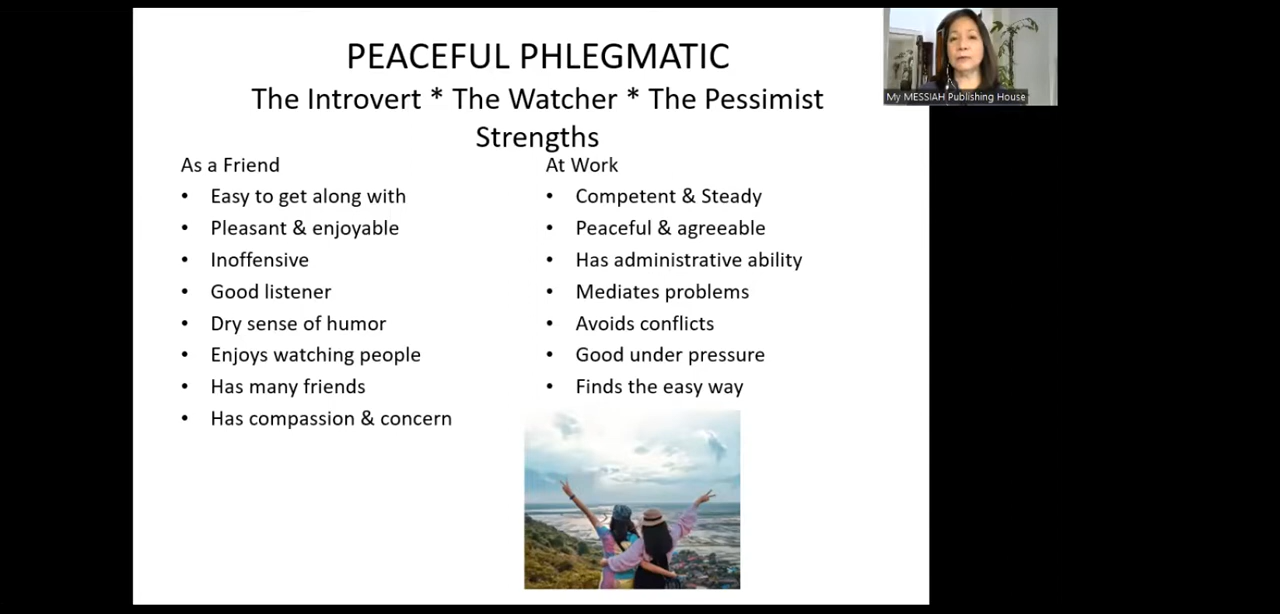 PEACEFUL PHLEGMATIC
The Introvert * The Watcher * The Pessimist
Strengths
As a Friend
• Easy to get along with
• Pleasant & enjoyable
• Inoffensive
• Good listener
• Dry sense of humor
• Enjoys watching people
• Has many friends
• Has compassion & concern
At Work
• Competent & Steady
• Peaceful & agreeable
• Has administrative ability
• Mediates problems
• Avoids conflicts
• Good under pressure
• Finds the easy way
My MESSIAH Publishing House